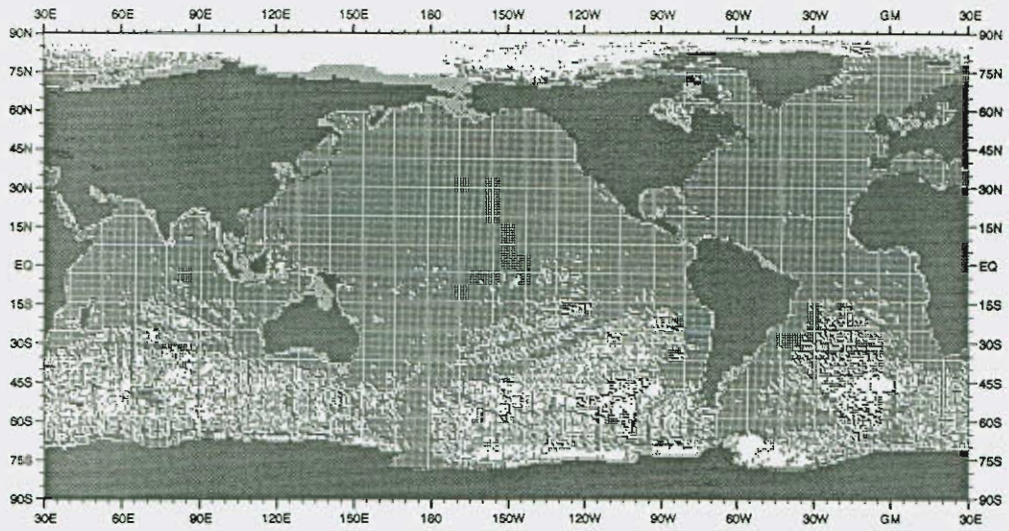 30E 60E 90E 120E 150E 180 150W 120W 90W 60W 30W GM 30E
90N 90N
75N 75N
60N 60N
45N 45N
30N 30N
15N 15N
EQ EQ
15S 15S
30S 30S
45S 45S
60S 60S
75S 75S
90S 90S
30E 60E 90E 120E 150E 180 150W 120W 90W 60W 30W GM 30E